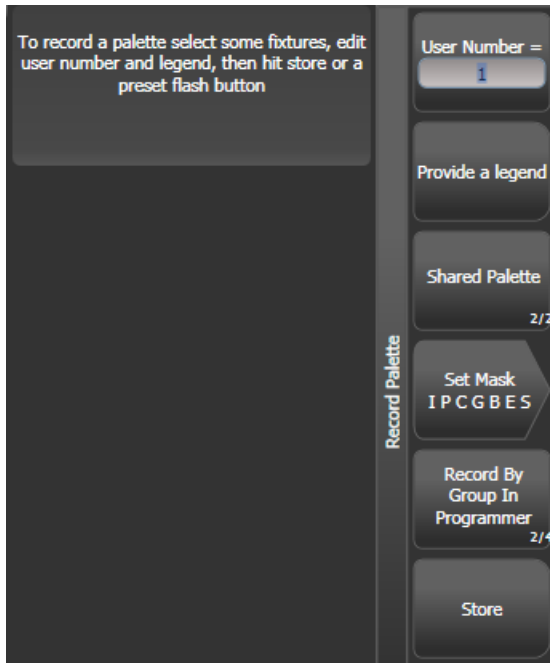 To record a palette select some fixtures, edit
user number and legend, then hit store or a
preset flash button
Record Palette
User Number =
1
Provide a legend
Shared Palette
2/2
Set Mask
I P C G B E S
Record By
Group In
Programmer
2/4
Store